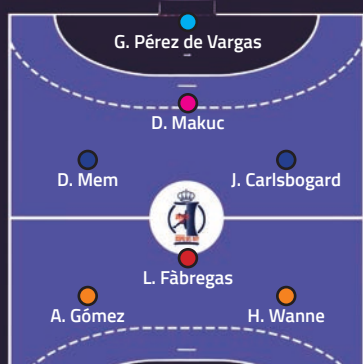 G. Pérez de Vargas
D. Makuc
D. Mem
J. Carlsbogard
L. Fàbregas
A. Gómez
H. Wanne